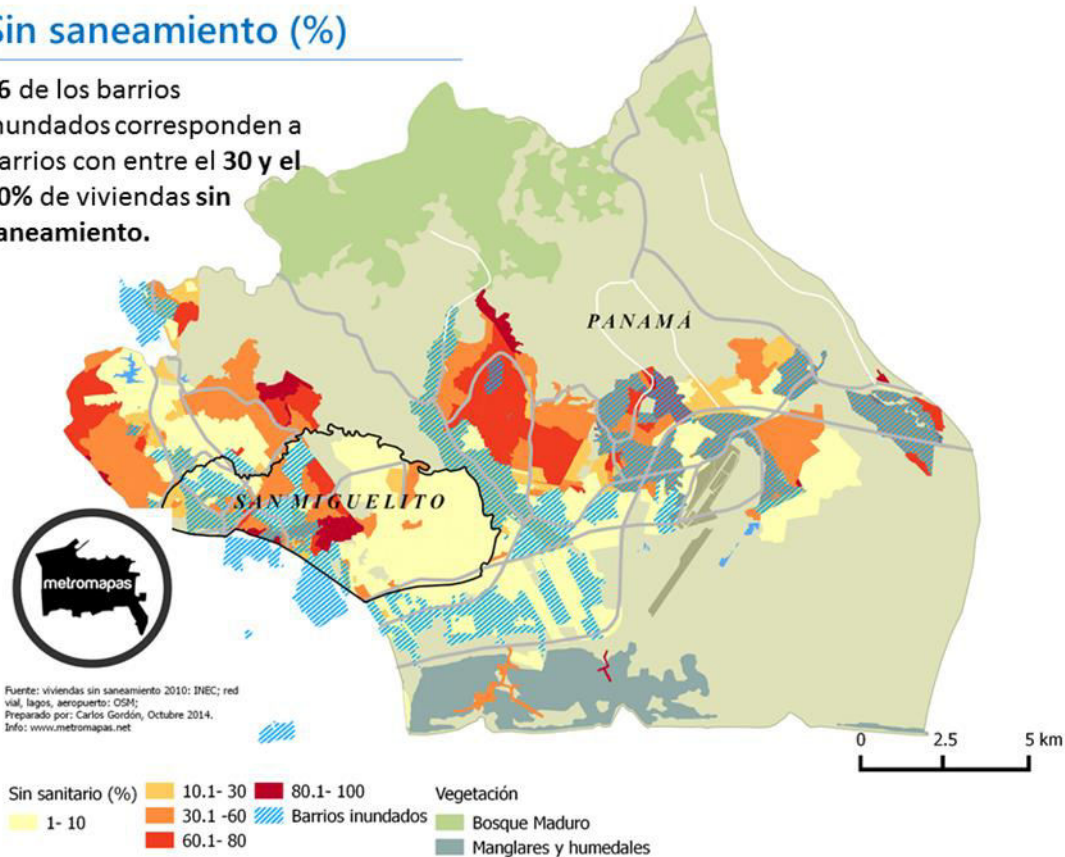 Sin saneamiento (%)
6 de los barrios
nundados corresponden a
arrios con entre el 30 y el
0% de viviendas sin
aneamiento.
PANAMÁ
SAN MIGUELITO
metromapas
Fuente: viviendas sin saneamiento 2010: INEC; red
vial, lagos, aeropuerto: OSM;
Preparado por: Carlos Gordón, Octubre 2014.
Info: www.metromapas.net
0 2.5 5 km
Sin sanitario (%)
1- 10
10.1- 30
30.1 -60
60.1- 80
80.1- 100
Barrios inundados
Vegetación
Bosque Maduro
Manglares y humedales